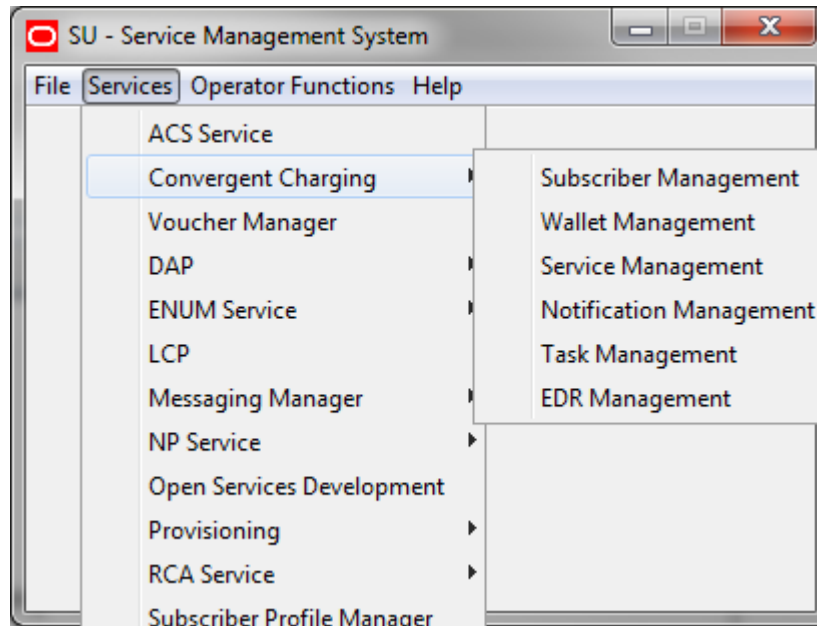 SU - Service Management System
File Services Operator Functions Help
ACS Service
Convergent Charging
Voucher Manager
DAP
ENUM Service
LCP
Messaging Manager
NP Service
Open Services Development
Provisioning
RCA Service
Subscriber Profile Manager
Subscriber Management
Wallet Management
Service Management
Notification Management
Task Management
EDR Management